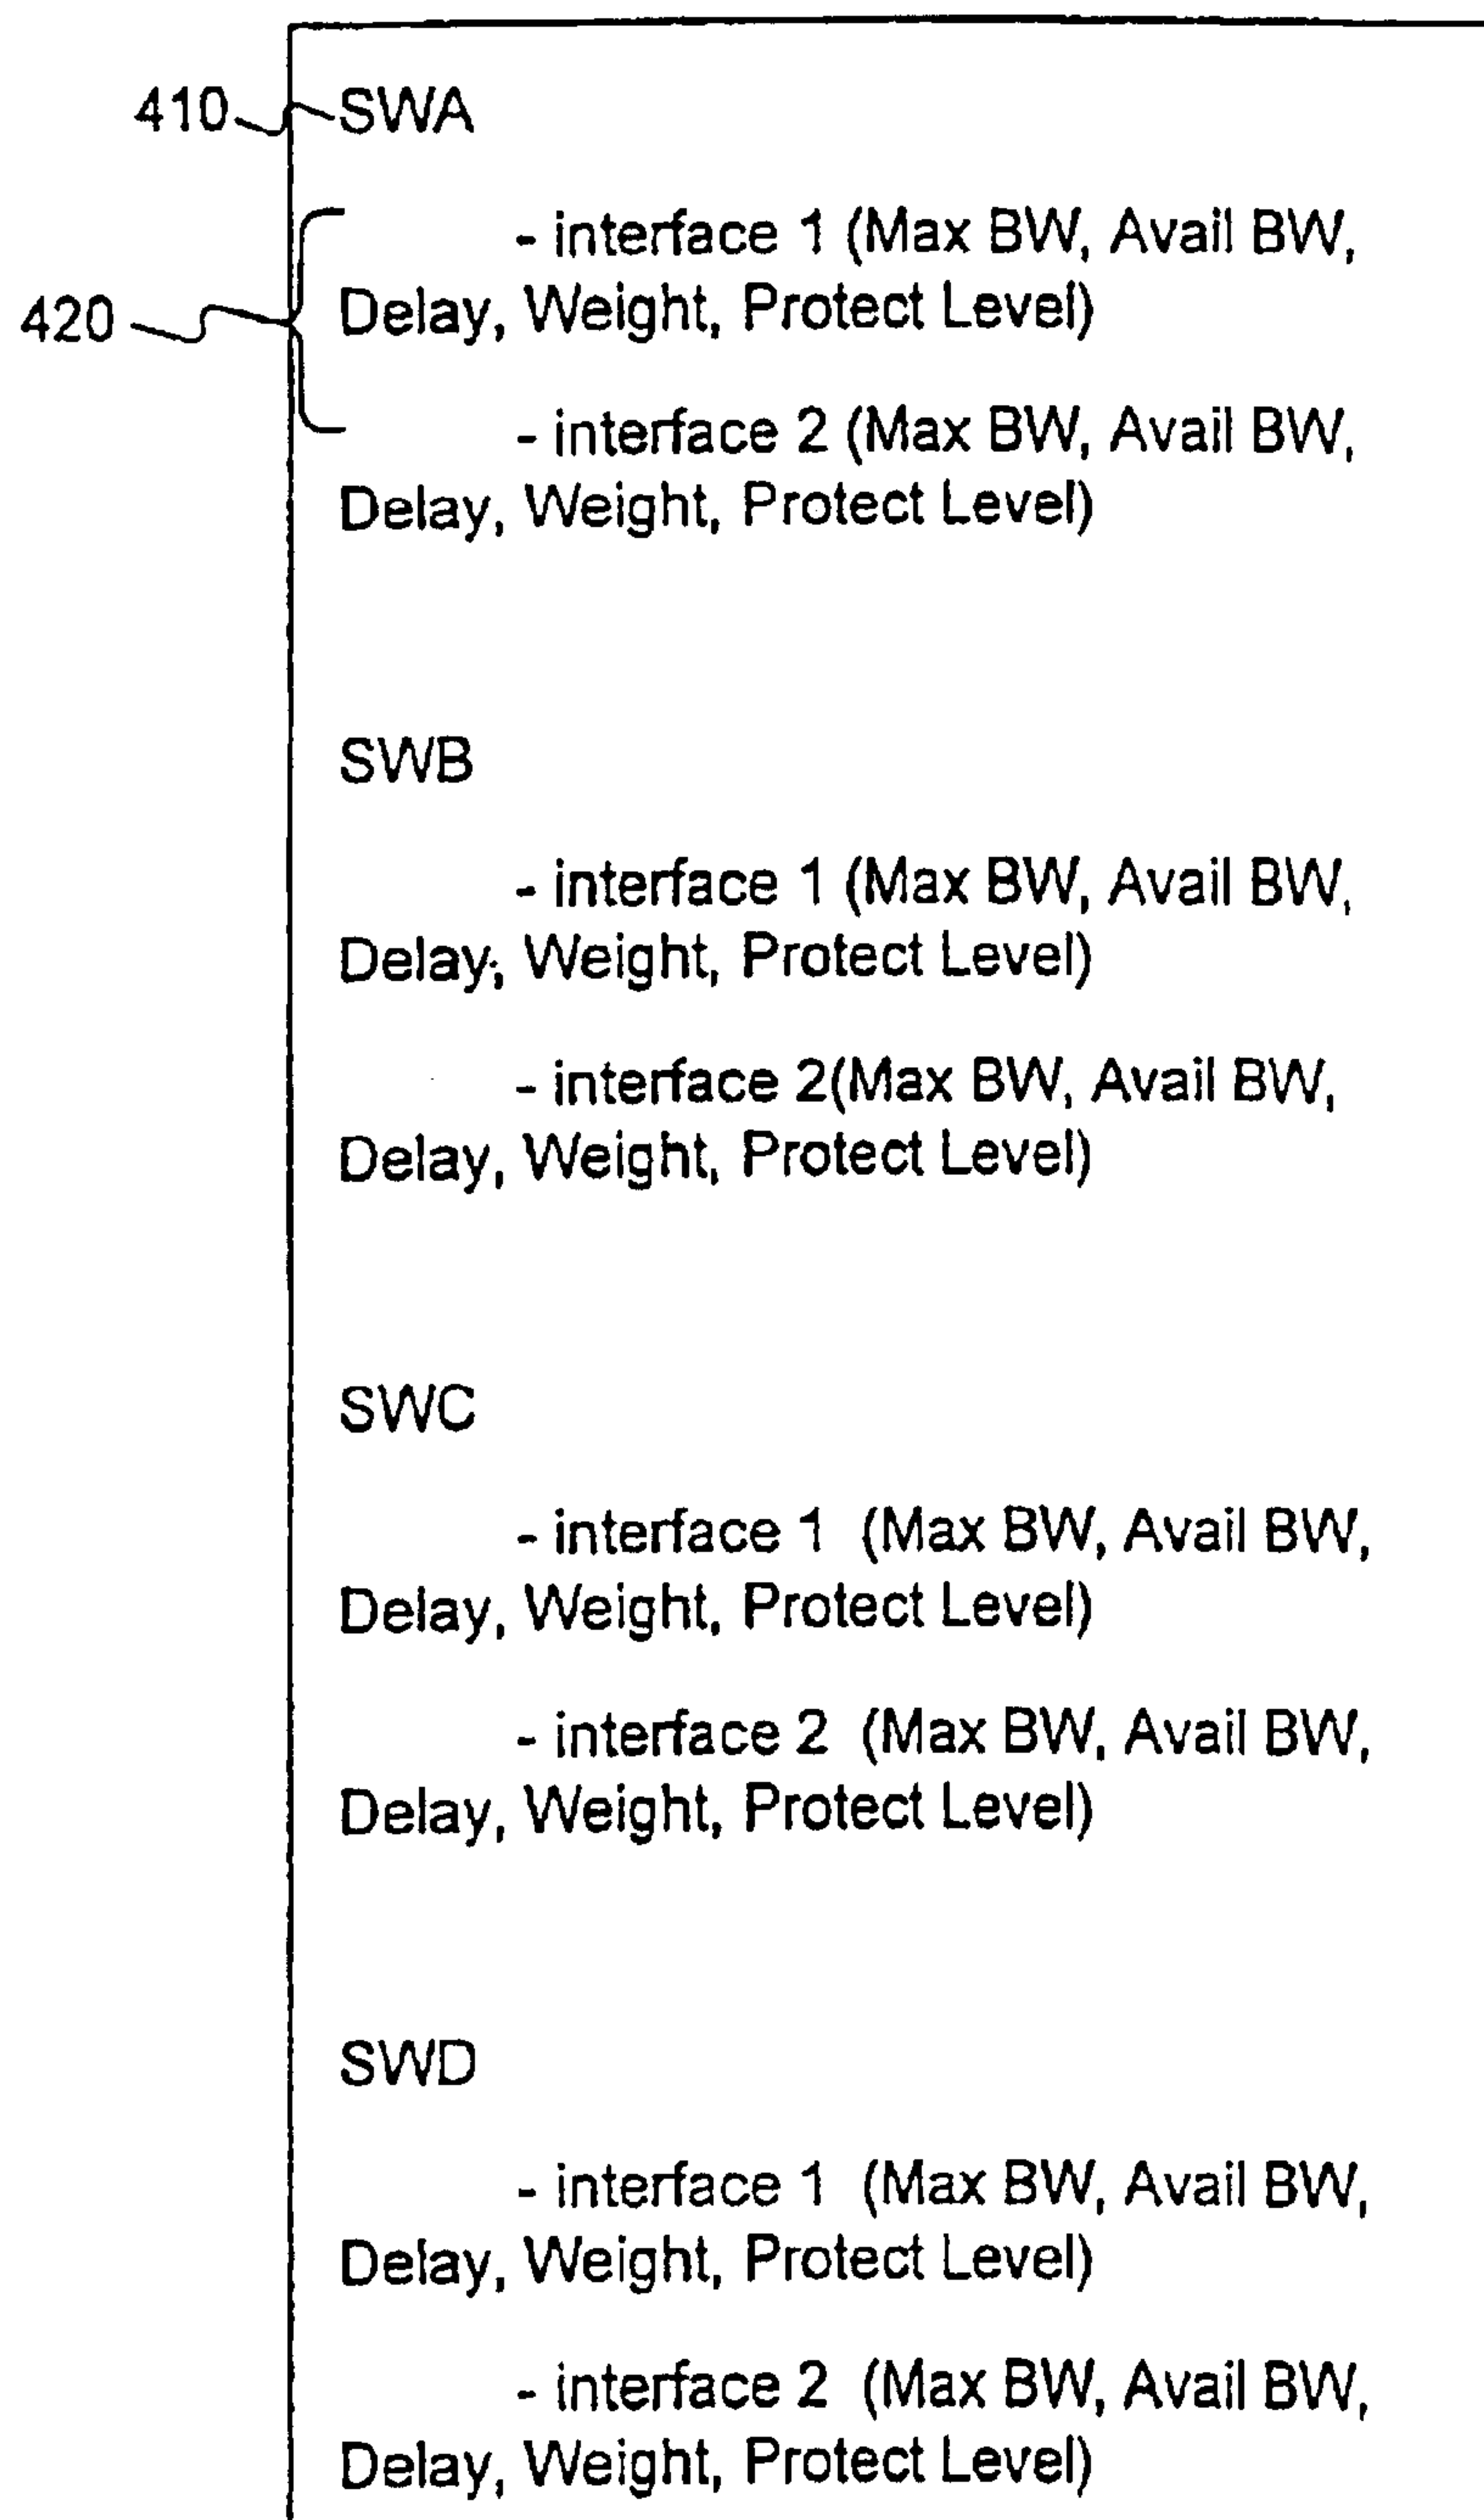 410 SWA
- interface 1 (Max BW, Avail BW,
420 Delay, Weight, Protect Level)
- interface 2 (Max BW, Avail BW,
Delay, Weight, Protect Level)
SWB
- interface 1 (Max BW, Avail BW,
Delay, Weight, Protect Level)
- interface 2(Max BW, Avail BW,
Delay, Weight, Protect Level)
SWC
- interface 1 (Max BW, Avail BW,
Delay, Weight, Protect Level)
- interface 2 (Max BW, Avail BW,
Delay, Weight, Protect Level)
SWD
- interface 1 (Max BW, Avail BW,
Delay, Weight, Protect Level)
- interface 2 (Max BW, Avail BW,
Delay, Weight, Protect Level)